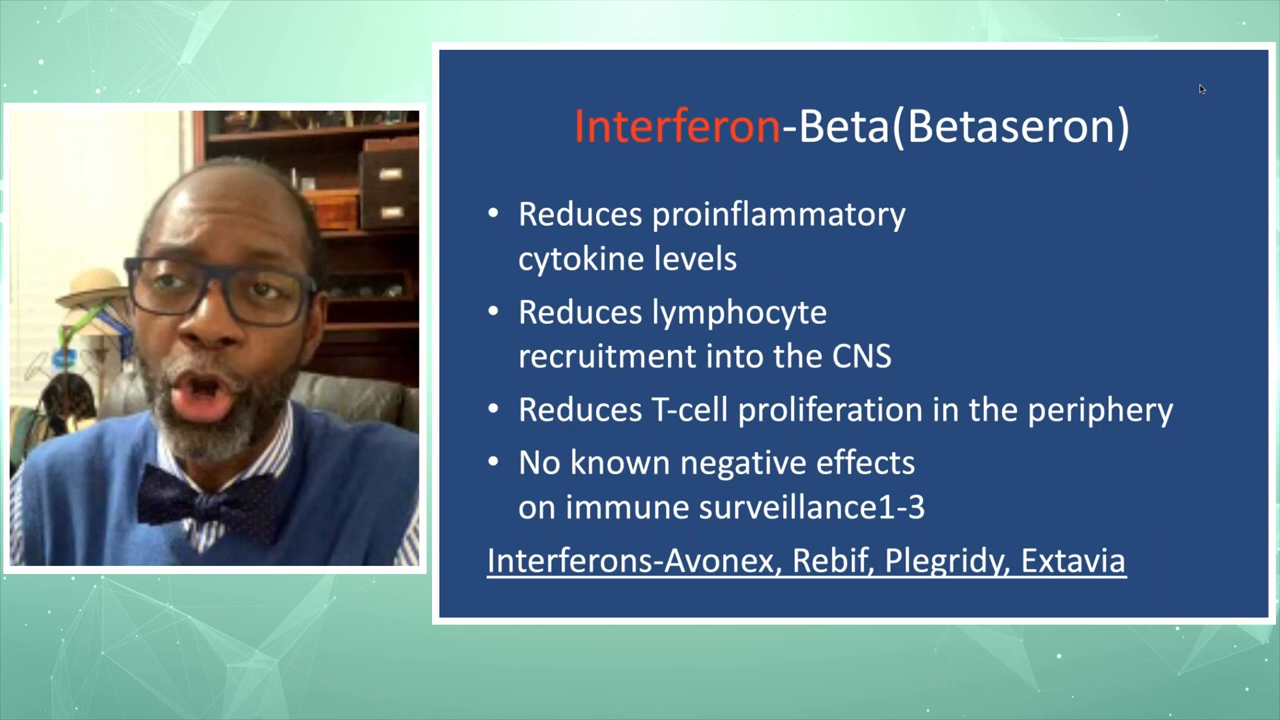 Interferon-Beta(Betaseron)
• Reduces proinflammatory
cytokine levels
• Reduces lymphocyte
recruitment into the CNS
• Reduces T-cell proliferation in the periphery
• No known negative effects
on immune surveillance1-3
Interferons-Avonex, Rebif, Plegridy, Extavia